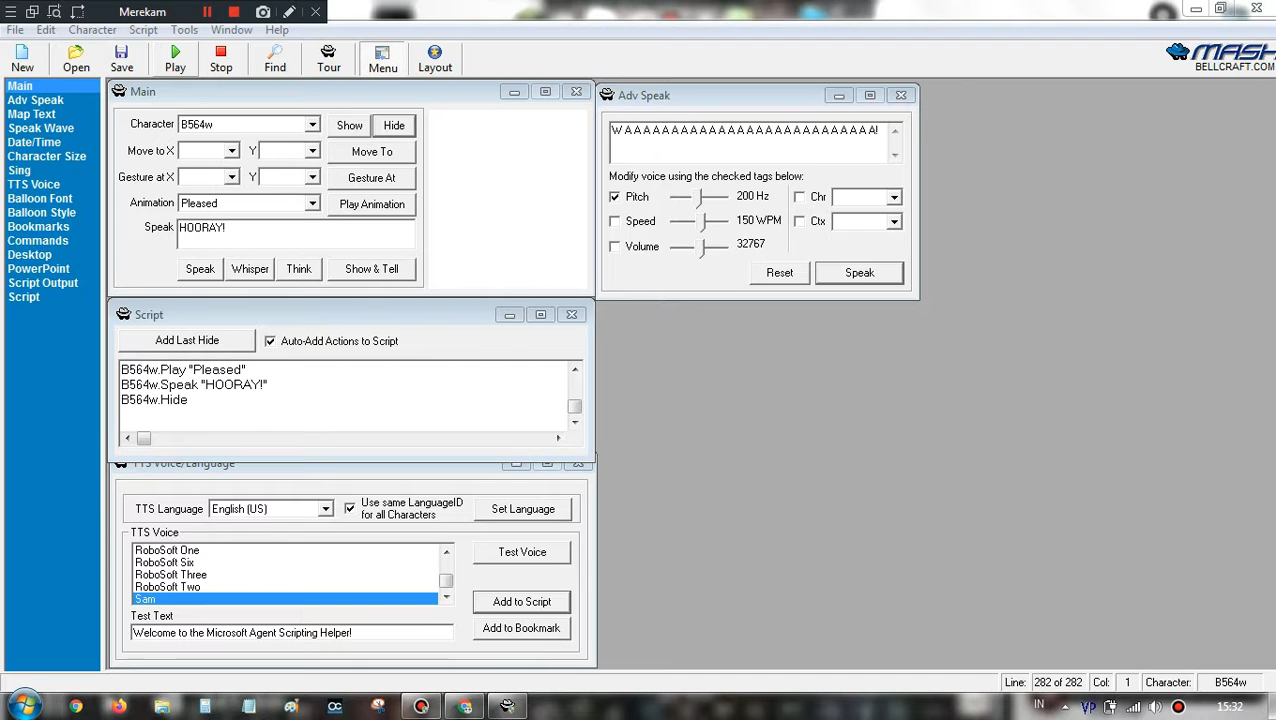 Merekam
File Edit Character Script Tools Window Help
New Open Save Play Stop Find Tour Menu Layout
MASH
BELLCRAFT.COM
Main
Adv Speak
Map Text
Speak Wave
Date/Time
Character Size
Sing
TTS Voice
Balloon Font
Balloon Style
Bookmarks
Commands
Desktop
PowerPoint
Script Output
Script
Main
Character B564w Show Hide
Move to X Y Move To
Gesture at X Y Gesture At
Animation Pleased Play Animation
Speak HOORAY!
Speak Whisper Think Show & Tell
Adv Speak
Modify voice using the checked tags below:
Pitch 200 Hz Chr
Speed 150 WPM Ctx
Volume 32767
Reset Speak
Script
Add Last Hide Auto-Add Actions to Script
B564w.Play "Pleased"
B564w.Speak "HOORAY!"
B564w.Hide
TTS Voice/Language
TTS Language English (US) Use same LanguageID
for all Characters Set Language
TTS Voice
RoboSoft One
RoboSoft Six
RoboSoft Three
RoboSoft Two
Sam
Test Voice
Add to Script
Test Text
Welcome to the Microsoft Agent Scripting Helper!
Add to Bookmark
Line: 282 of 282 Col: 1 Character: B564w
IN 15:32